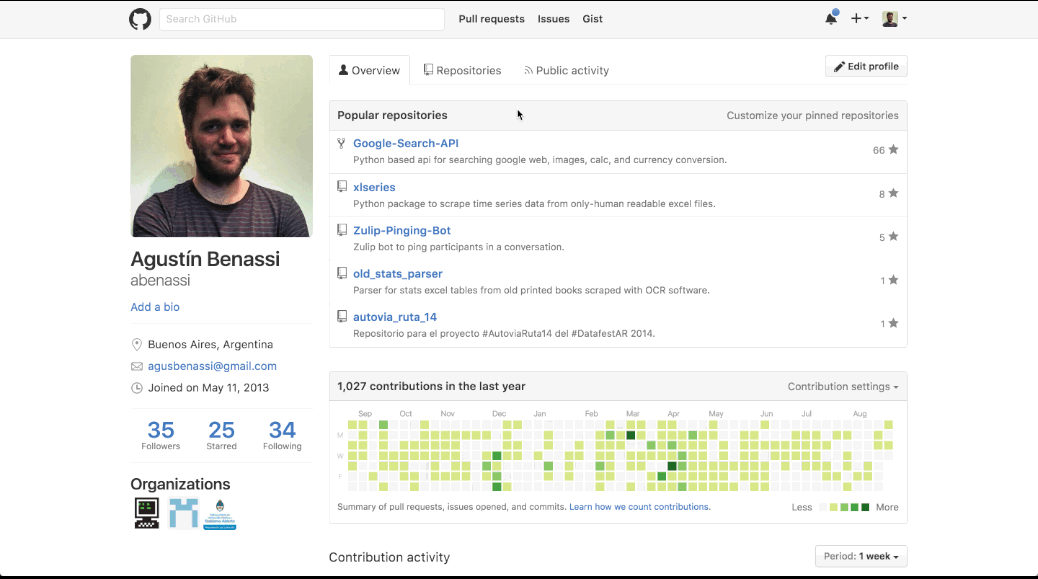 Search GitHub
Pull requests Issues Gist
Overview Repositories Public activity
Edit profile
Popular repositories
Customize your pinned repositories
Google-Search-API
Python based api for searching google web, images, calc, and currency conversion.
66
xlseries
Python package to scrape time series data from only-human readable excel files.
8
Zulip-Pinging-Bot
Zulip bot to ping participants in a conversation.
5
old_stats_parser
Parser for stats excel tables from old printed books scraped with OCR software.
1
autovia_ruta_14
Repositorio para el proyecto #AutoviaRuta14 del #DatafestAR 2014.
1
Agustín Benassi
abenassi
Add a bio
Buenos Aires, Argentina
agusbenassi@gmail.com
Joined on May 11, 2013
35 25 34
Followers Starred Following
Organizations
1,027 contributions in the last year
Contribution settings
Sep Oct Nov Dec Jan Feb Mar Apr May Jun Jul Aug
M
W
F
Summary of pull requests, issues opened, and commits. Learn how we count contributions.
Less More
Contribution activity
Period: 1 week